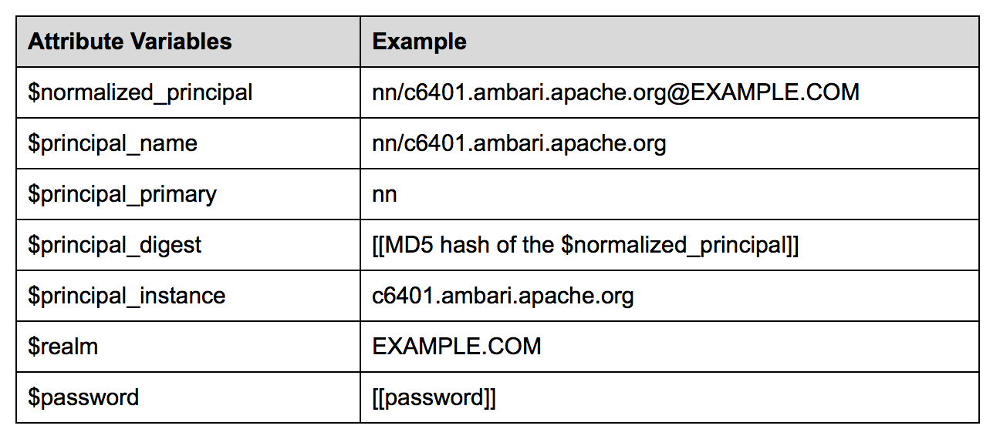 Attribute Variables Example
$normalized_principal nn/c6401.ambari.apache.org@EXAMPLE.COM
$principal_name nn/c6401.ambari.apache.org
$principal_primary nn
$principal_digest [[MD5 hash of the $normalized_principal]]
$principal_instance c6401.ambari.apache.org
$realm EXAMPLE.COM
$password [[password]]